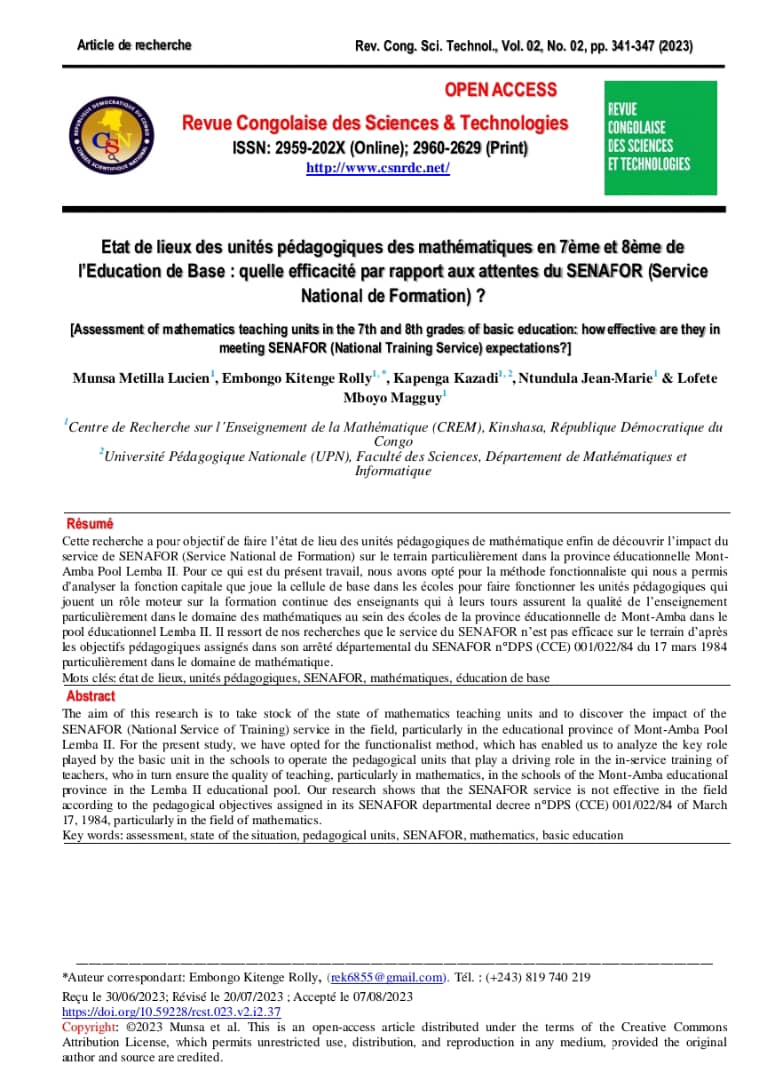 Article de recherche
Rev. Cong. Sci. Technol., Vol. 02, No. 02, pp. 341-347 (2023)
OPEN ACCESS
Revue Congolaise des Sciences & Technologies
ISSN: 2959-202X (Online); 2960-2629 (Print)
http://www.csnrdc.net/
REPUBLIQUE DEMOCRATIQUE DU CONGO
CSN
CONSEIL SCIENTIFIQUE NATIONAL
REVUE
CONGOLAISE
DES SCIENCES
ET TECHNOLOGIES
Etat de lieux des unités pédagogiques des mathématiques en 7ème et 8ème de
l'Education de Base : quelle efficacité par rapport aux attentes du SENAFOR (Service
National de Formation) ?
[Assessment of mathematics teaching units in the 7th and 8th grades of basic education: how effective are they in
meeting SENAFOR (National Training Service) expectations?]
Munsa Metilla Lucien1, Embongo Kitenge Rolly1, *, Kapenga Kazadi1, 2, Ntundula Jean-Marie1 & Lofete
Mboyo Magguy1
1Centre de Recherche sur l'Enseignement de la Mathématique (CREM), Kinshasa, République Démocratique du
Congo
2Université Pédagogique Nationale (UPN), Faculté des Sciences, Département de Mathématiques et
Informatique
Résumé
Cette recherche a pour objectif de faire l'état de lieu des unités pédagogiques de mathématique enfin de découvrir l'impact du
service de SENAFOR (Service National de Formation) sur le terrain particulièrement dans la province éducationnelle Mont-
Amba Pool Lemba II. Pour ce qui est du présent travail, nous avons opté pour la méthode fonctionnaliste qui nous a permis
d'analyser la fonction capitale que joue la cellule de base dans les écoles pour faire fonctionner les unités pédagogiques qui
jouent un rôle moteur sur la formation continue des enseignants qui à leurs tours assurent la qualité de l'enseignement
particulièrement dans le domaine des mathématiques au sein des écoles de la province éducationnelle de Mont-Amba dans le
pool éducationnel Lemba II. Il ressort de nos recherches que le service du SENAFOR n'est pas efficace sur le terrain d'après
les objectifs pédagogiques assignés dans son arrêté départemental du SENAFOR n°DPS (CCE) 001/022/84 du 17 mars 1984
particulièrement dans le domaine de mathématique.
Mots clés: état de lieux, unités pédagogiques, SENAFOR, mathématiques, éducation de base
Abstract
The aim of this research is to take stock of the state of mathematics teaching units and to discover the impact of the
SENAFOR (National Service of Training) service in the field, particularly in the educational province of Mont-Amba Pool
Lemba II. For the present study, we have opted for the functionalist method, which has enabled us to analyze the key role
played by the basic unit in the schools to operate the pedagogical units that play a driving role in the in-service training of
teachers, who in turn ensure the quality of teaching, particularly in mathematics, in the schools of the Mont-Amba educational
province in the Lemba II educational pool. Our research shows that the SENAFOR service is not effective in the field
according to the pedagogical objectives assigned in its SENAFOR departmental decree n°DPS (CCE) 001/022/84 of March
17, 1984, particularly in the field of mathematics.
Key words: assessment, state of the situation, pedagogical units, SENAFOR, mathematics, basic education
*Auteur correspondant: Embongo Kitenge Rolly, (rek6855@gmail.com). Tél. : (+243) 819 740 219
Reçu le 30/06/2023; Révisé le 20/07/2023 ; Accepté le 07/08/2023
https://doi.org/10.59228/rcst.023.v2.i2.37
Copyright: ©2023 Munsa et al. This is an open-access article distributed under the terms of the Creative Commons
Attribution License, which permits unrestricted use, distribution, and reproduction in any medium, provided the original
author and source are credited.